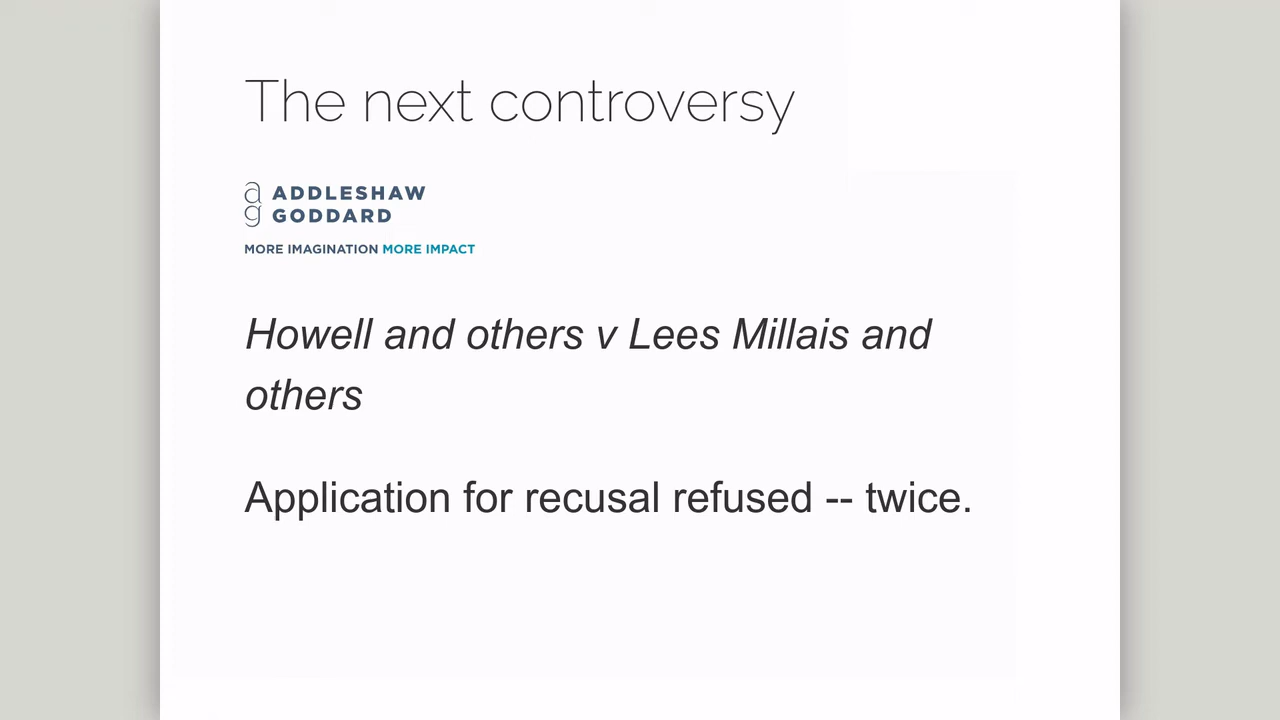 The next controversy
ag ADDLESHAW
GODDARD
MORE IMAGINATION MORE IMPACT
Howell and others v Lees Millais and
others
Application for recusal refused -- twice.